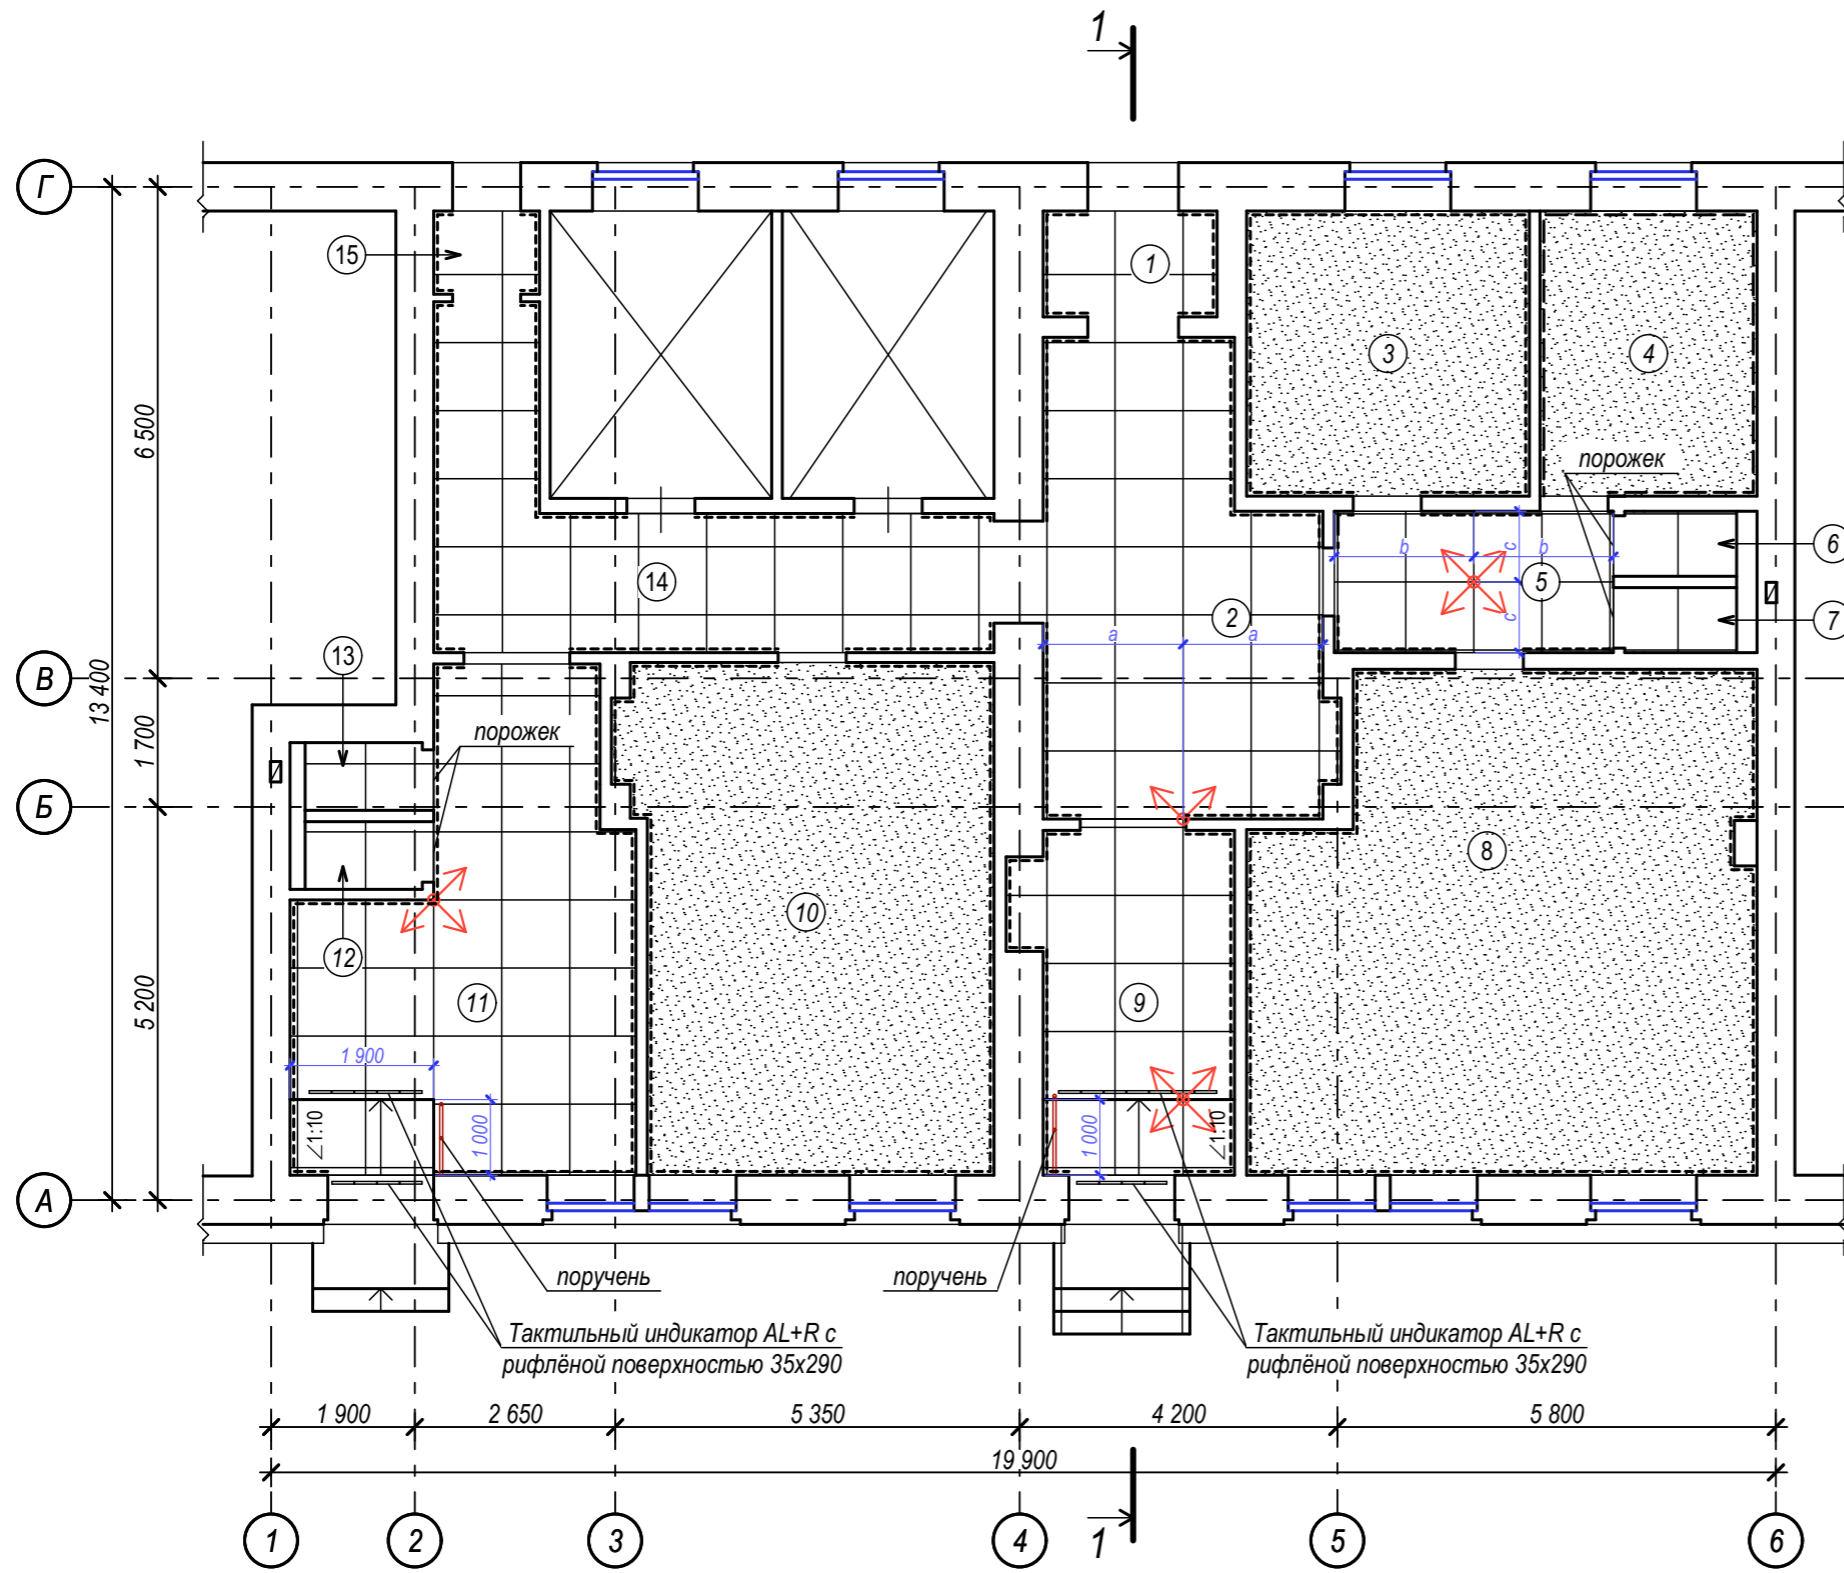 1
Г
15
1
3
4
6 500
порожек
b
c
b
6
14
5
2
c
7
a
a
13
В
13 400
порожек
1 700
Б
8
10
12
11
9
5 200
1 900
∠1:10
1 000
1 000
∠1:10
А
поручень
поручень
Тактильный индикатор AL+R с
рифлёной поверхностью 35x290
Тактильный индикатор AL+R с
рифлёной поверхностью 35x290
1 900
2 650
5 350
4 200
5 800
19 900
1
2
3
4
1
5
6